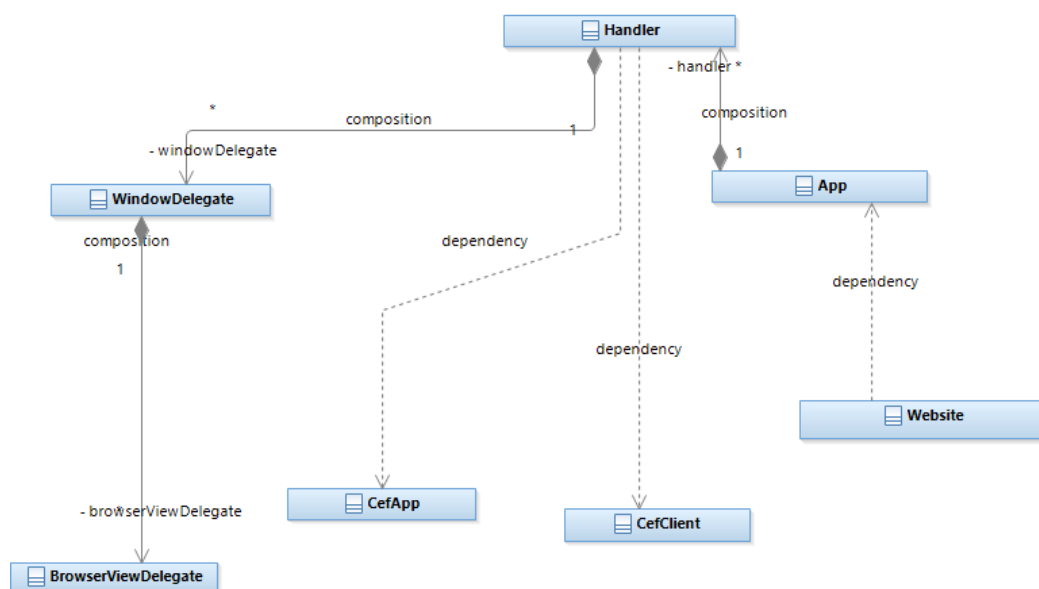 Handler
- handler *
*
composition
1
composition
1
- windowDelegate
App
WindowDelegate
composition
dependency
1
dependency
dependency
Website
CefApp
- browserViewDelegate
CefClient
BrowserViewDelegate